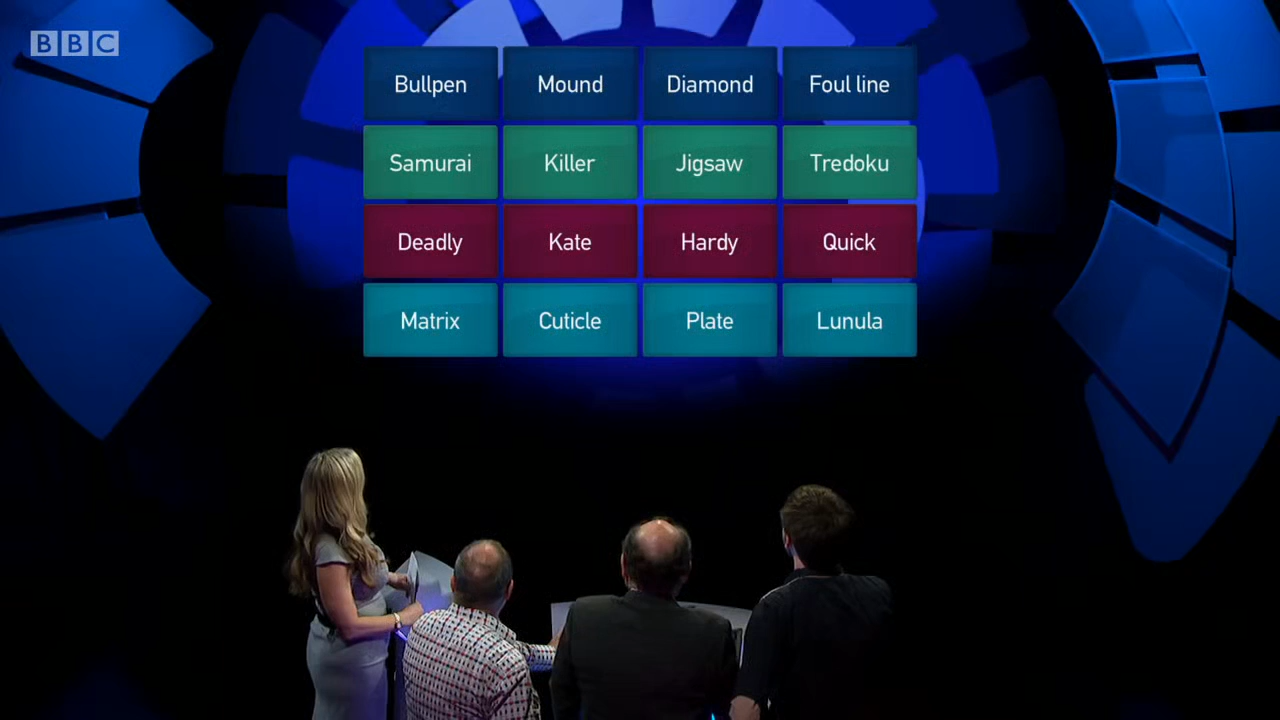 BBC
Bullpen Mound Diamond Foul line
Samurai Killer Jigsaw Tredoku
Deadly Kate Hardy Quick
Matrix Cuticle Plate Lunula